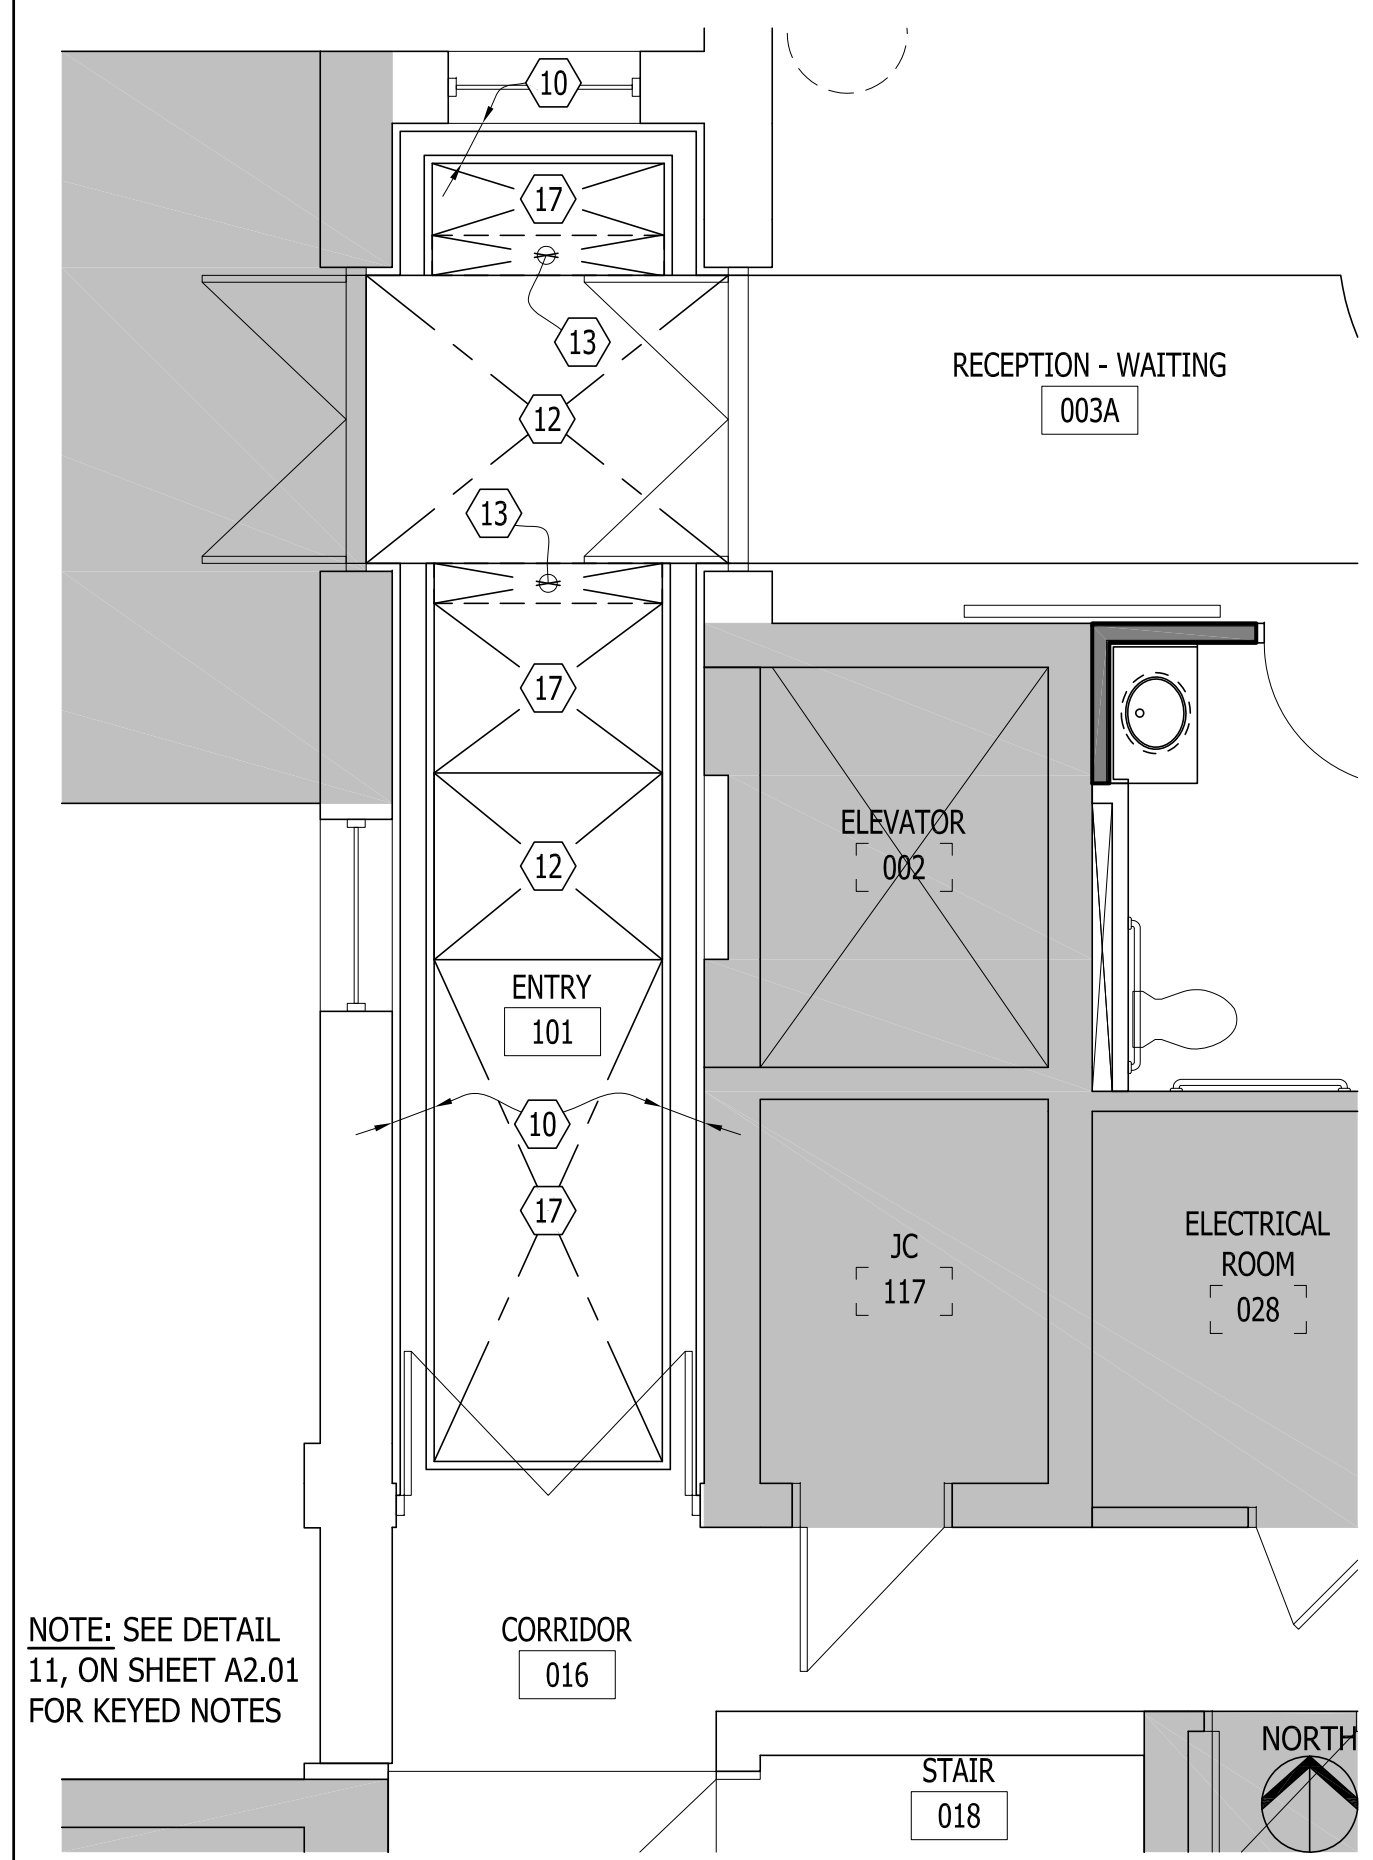 10
17
13
RECEPTION - WAITING
003A
12
13
17
ELEVATOR
002
12
ENTRY
101
10
17
JC
117
ELECTRICAL
ROOM
028
NOTE: SEE DETAIL
11, ON SHEET A2.01
FOR KEYED NOTES
CORRIDOR
016
STAIR
018
NORTH